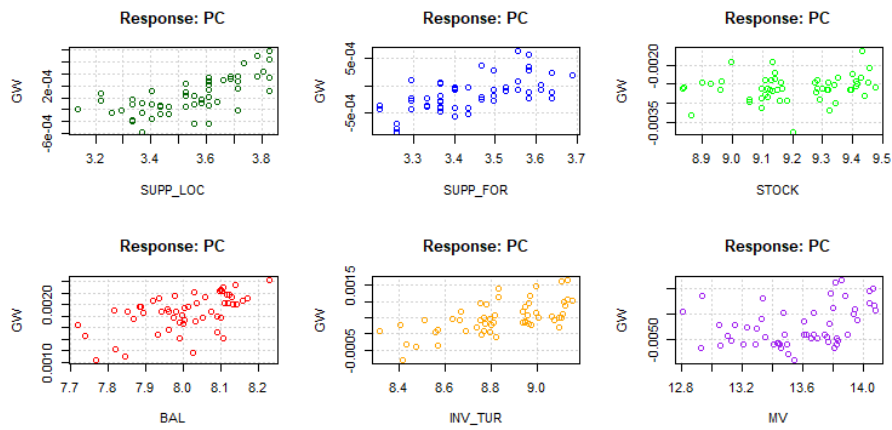 Response: PC
GW
2e-04
-6e-04
3.2 3.4 3.6 3.8
SUPP_LOC
Response: PC
GW
5e-04
-5e-04
3.3 3.4 3.5 3.6 3.7
SUPP_FOR
Response: PC
GW
-0.0020
-0.0035
8.9 9.0 9.1 9.2 9.3 9.4 9.5
STOCK
Response: PC
GW
0.0020
0.0010
7.7 7.8 7.9 8.0 8.1 8.2
BAL
Response: PC
GW
0.0015
-0.0005
8.4 8.6 8.8 9.0
INV_TUR
Response: PC
GW
-0.0050
12.8 13.2 13.6 14.0
MV